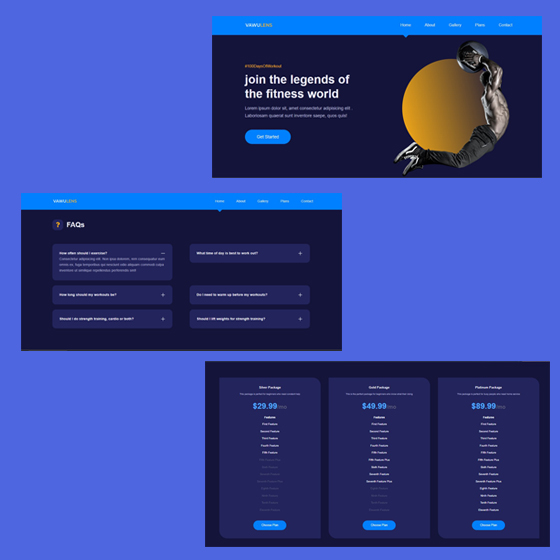 VAWULENS
Home About Gallery Plans Contact
#100DaysOfWorkout
join the legends of
the fitness world
Lorem ipsum dolor sit, amet consectetur adipisicing elit .
Laboriosam quaerat sunt inventore saepe, quos quis!
Get Started
VAWULENS
Home About Gallery Plans Contact
? FAQs
How often should I exercise? −
What time of day is best to work out? +
How long should my workouts be? +
Do I need to warm up before my workouts? +
Should I do strength training, cardio or both? +
Should I lift weights for strength training? +
Silver Package
$29.99/mo
Features
First Feature
Second Feature
Third Feature
Fourth Feature
Fifth Feature
Choose Plan
Gold Package
$49.99/mo
Features
First Feature
Second Feature
Third Feature
Fourth Feature
Fifth Feature
Fifth Feature Plus
Sixth Feature
Seventh Feature
Seventh Feature Plus
Choose Plan
Platinum Package
$89.99/mo
Features
First Feature
Second Feature
Third Feature
Fourth Feature
Fifth Feature
Fifth Feature Plus
Sixth Feature
Seventh Feature
Seventh Feature Plus
Eighth Feature
Ninth Feature
Tenth Feature
Eleventh Feature
Choose Plan